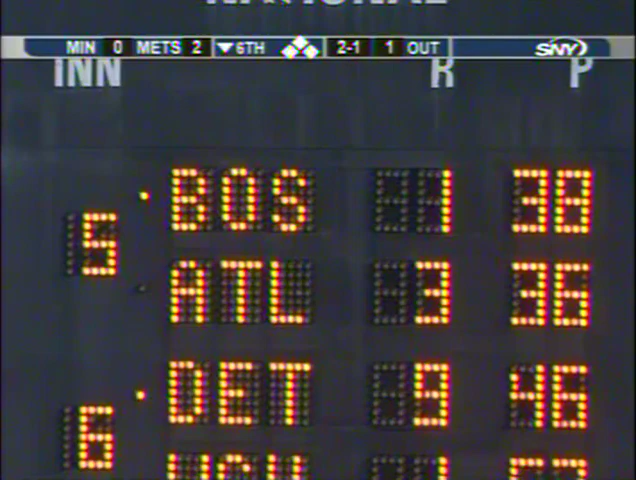 NATIONAL
MIN 0 METS 2 6TH 2-1 1 OUT SNY
INN R P
BOS 1 38
5
ATL 3 36
DET 9 46
6